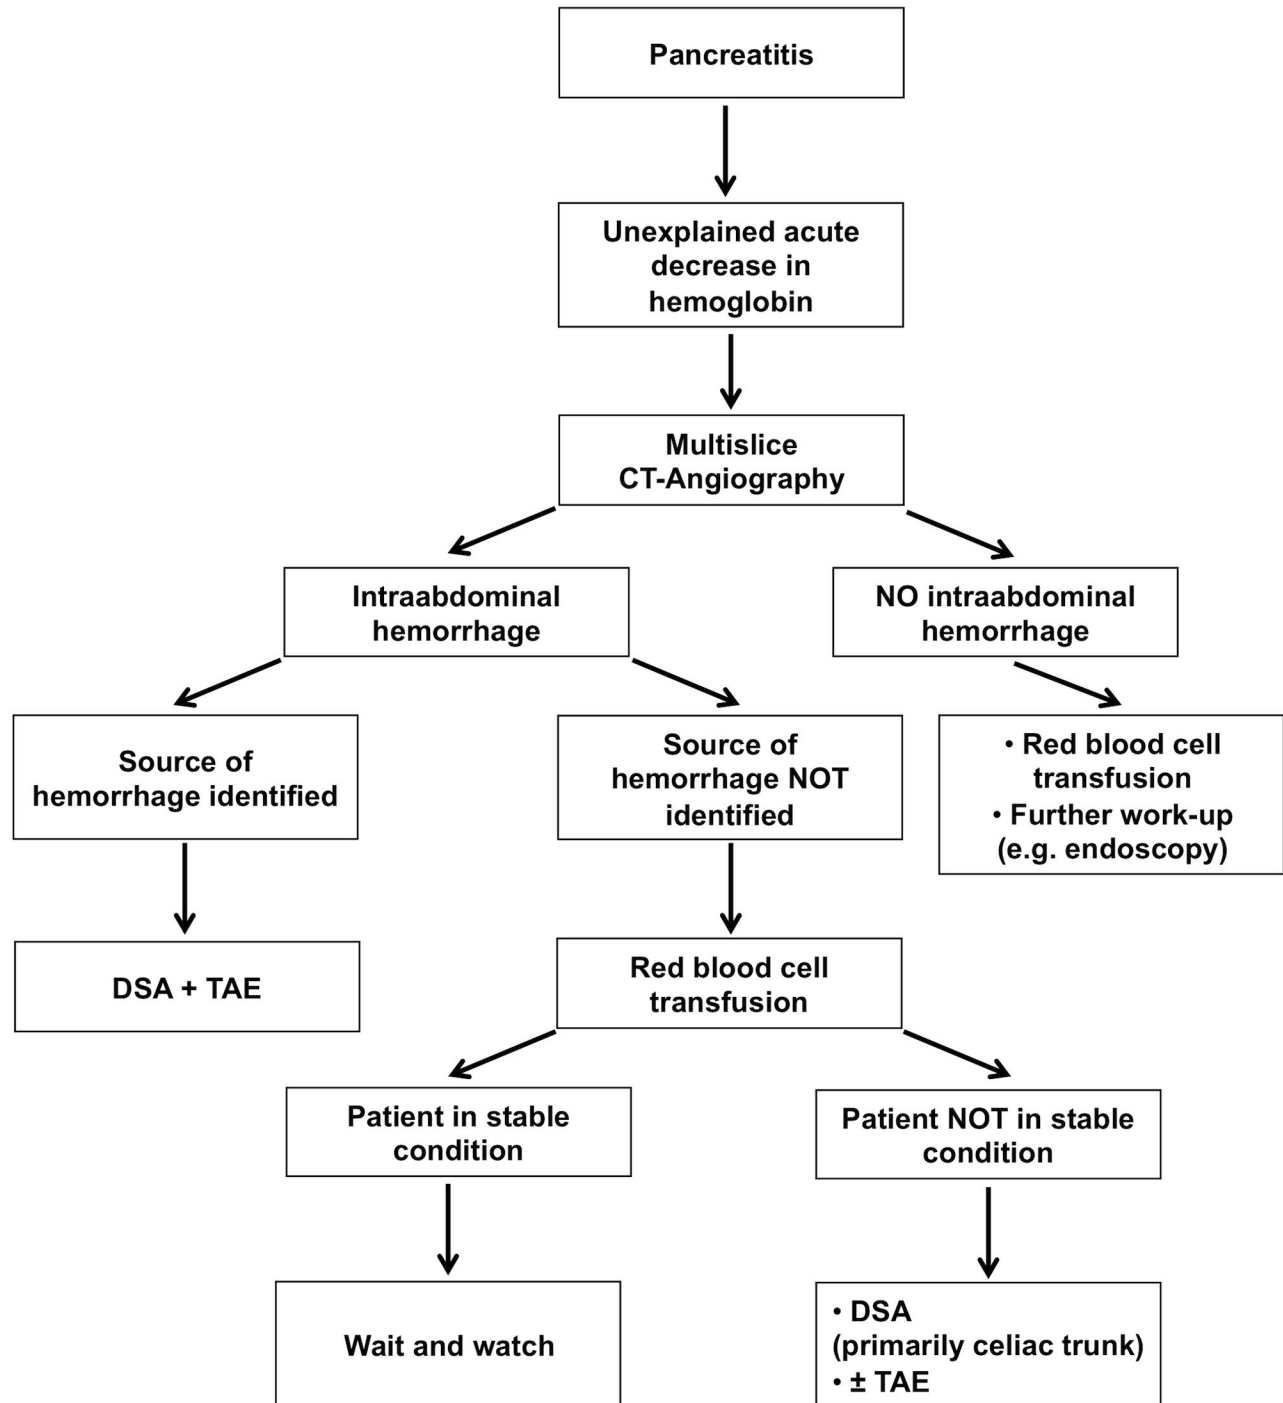 Pancreatitis
Unexplained acute
decrease in
hemoglobin
Multislice
CT-Angiography
Intraabdominal
hemorrhage
NO intraabdominal
hemorrhage
Source of
hemorrhage identified
Source of
hemorrhage NOT
identified
• Red blood cell
transfusion
• Further work-up
(e.g. endoscopy)
DSA + TAE
Red blood cell
transfusion
Patient in stable
condition
Patient NOT in stable
condition
Wait and watch
• DSA
(primarily celiac trunk)
• ± TAE